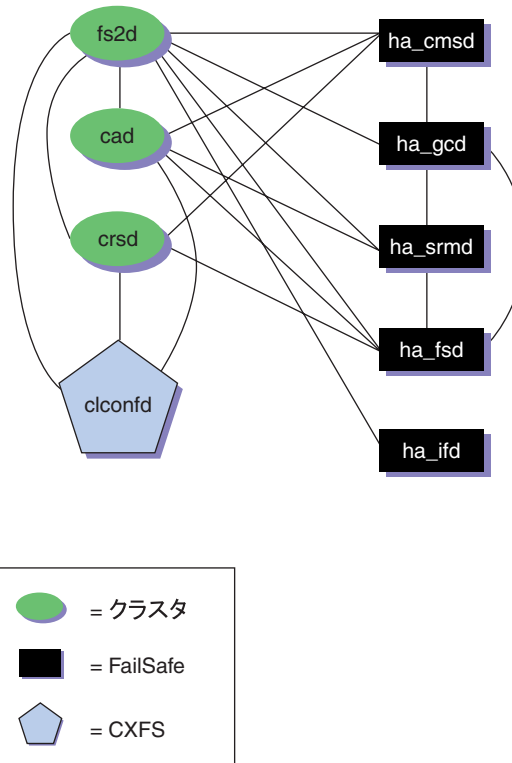 fs2d
ha_cmsd
cad
ha_gcd
crsd
ha_srmd
ha_fsd
clconfd
ha_ifd
= クラスタ
= FailSafe
= CXFS